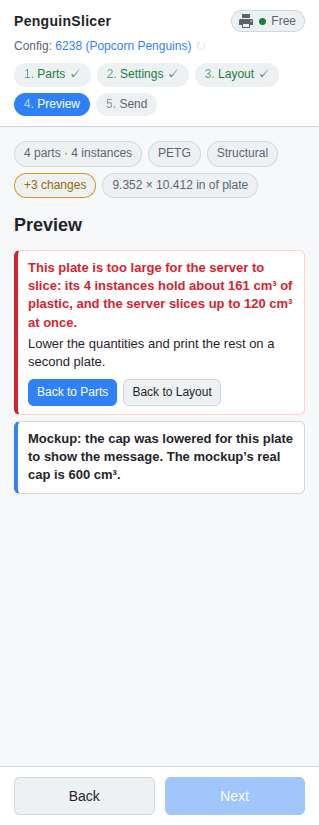 PenguinSlicer
Free
Config: 6238 (Popcorn Penguins)
1. Parts ✓
2. Settings ✓
3. Layout ✓
4. Preview
5. Send
4 parts · 4 instances
PETG
Structural
+3 changes
9.352 × 10.412 in of plate
Preview
This plate is too large for the server to
slice: its 4 instances hold about 161 cm³ of
plastic, and the server slices up to 120 cm³
at once.
Lower the quantities and print the rest on a
second plate.
Back to Parts
Back to Layout
Mockup: the cap was lowered for this plate
to show the message. The mockup’s real
cap is 600 cm³.
Back
Next